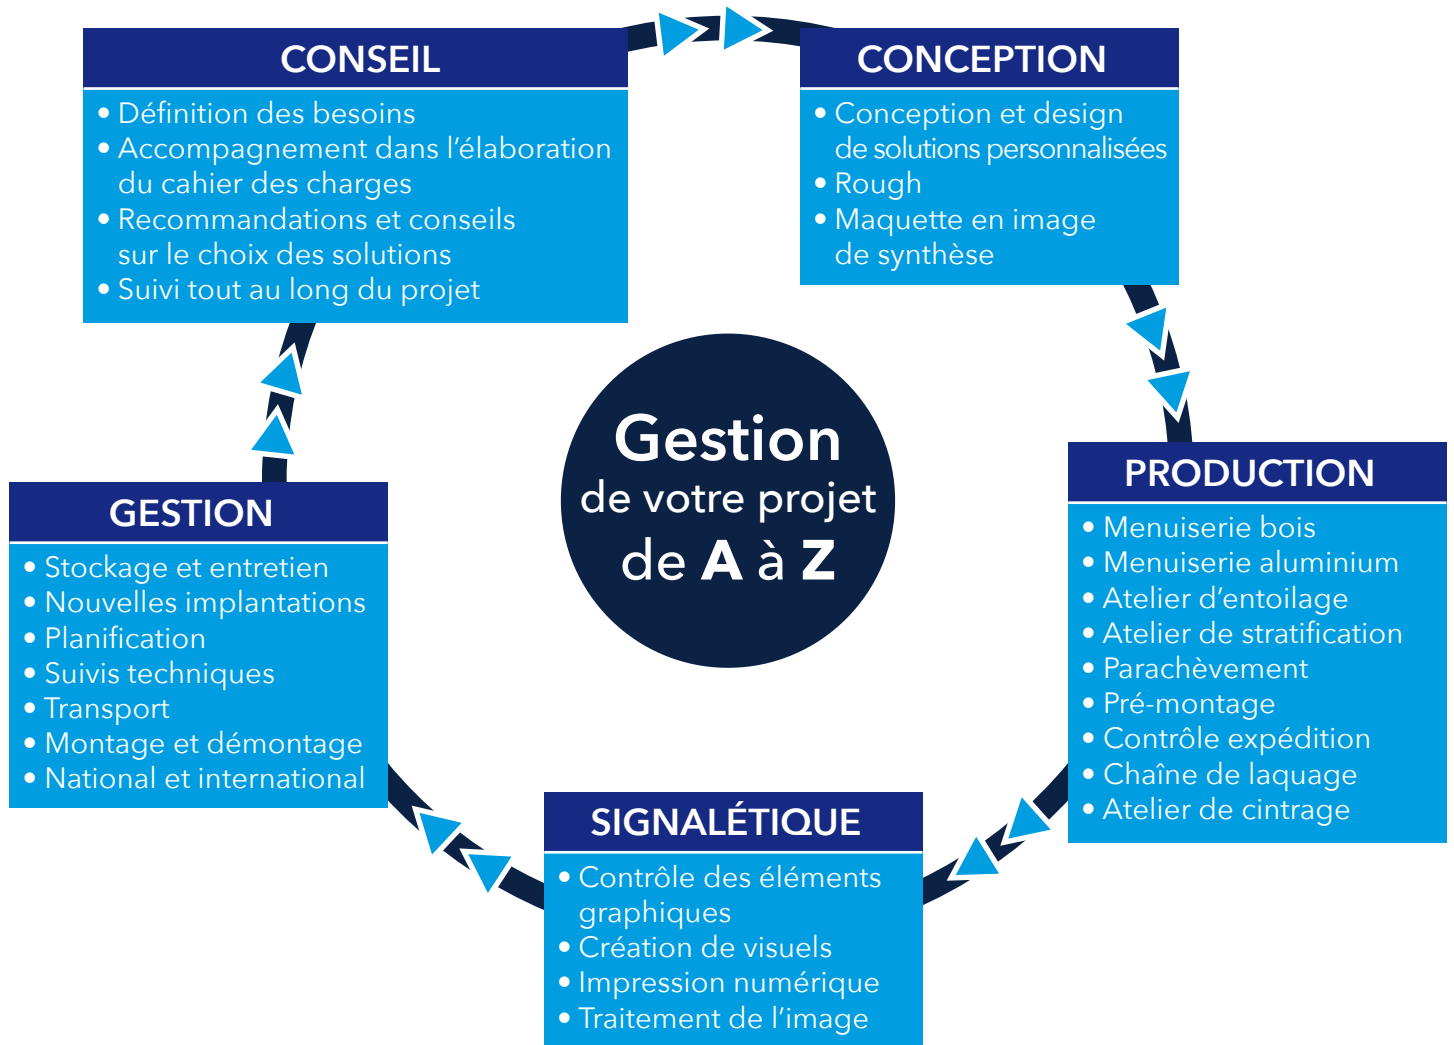 CONSEIL
• Définition des besoins
• Accompagnement dans l’élaboration
du cahier des charges
• Recommandations et conseils
sur le choix des solutions
• Suivi tout au long du projet
CONCEPTION
• Conception et design
de solutions personnalisées
• Rough
• Maquette en image
de synthèse
PRODUCTION
• Menuiserie bois
• Menuiserie aluminium
• Atelier d’entoilage
• Atelier de stratification
• Parachèvement
• Pré-montage
• Contrôle expédition
• Chaîne de laquage
• Atelier de cintrage
SIGNALÉTIQUE
• Contrôle des éléments
graphiques
• Création de visuels
• Impression numérique
• Traitement de l’image
GESTION
• Stockage et entretien
• Nouvelles implantations
• Planification
• Suivis techniques
• Transport
• Montage et démontage
• National et international
Gestion
de votre projet
de A à Z